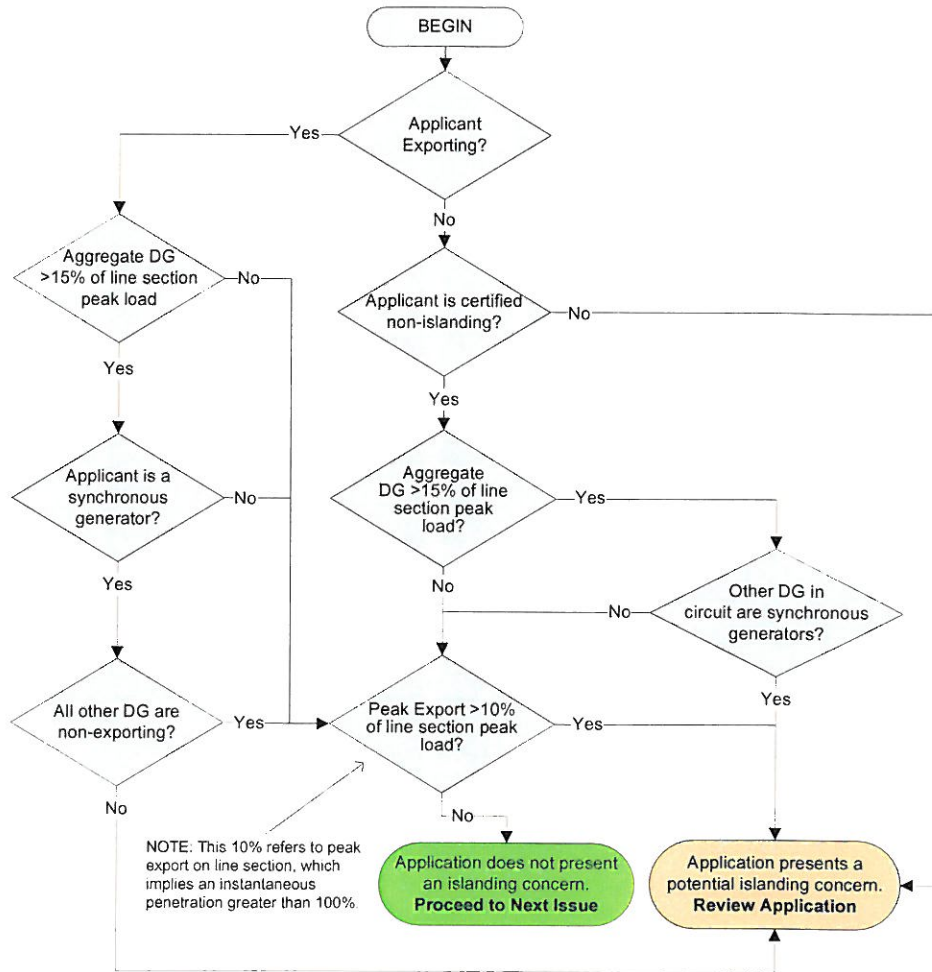 BEGIN
Applicant
Exporting?
Yes
No
Aggregate DG
>15% of line section
peak load
No
Applicant is certified
non-islanding?
No
Yes
Yes
Applicant is a
synchronous
generator?
No
Aggregate
DG >15% of line
section peak
load?
Yes
Yes
No
Other DG in
circuit are synchronous
generators?
No
Yes
All other DG are
non-exporting?
Yes
Peak Export >10%
of line section peak
load?
Yes
No
No
NOTE: This 10% refers to peak
export on line section, which
implies an instantaneous
penetration greater than 100%.
Application does not present
an islanding concern.
Proceed to Next Issue
Application presents a
potential islanding concern.
Review Application